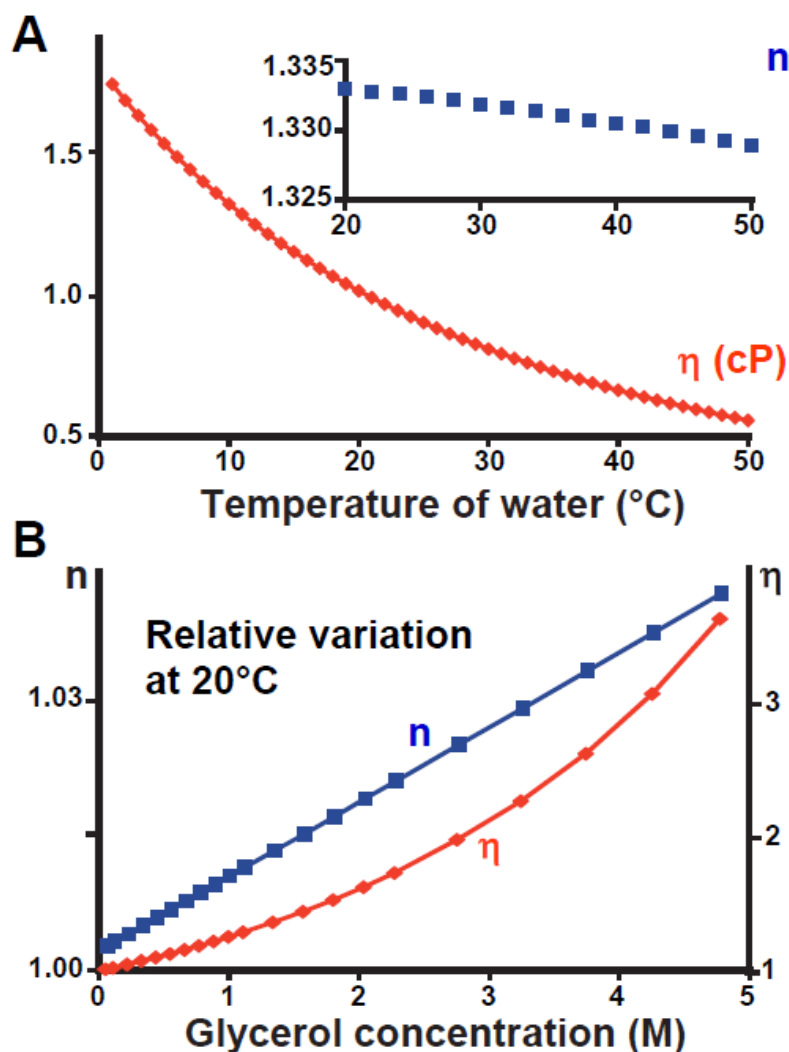 A
1.335
n
1.330
1.5
1.325
20
30
40
50
1.0
η (cP)
0.5
0
10
20
30
40
50
Temperature of water (°C)
B
n
η
Relative variation
at 20°C
1.03
3
n
2
η
1.00
1
0
1
2
3
4
5
Glycerol concentration (M)